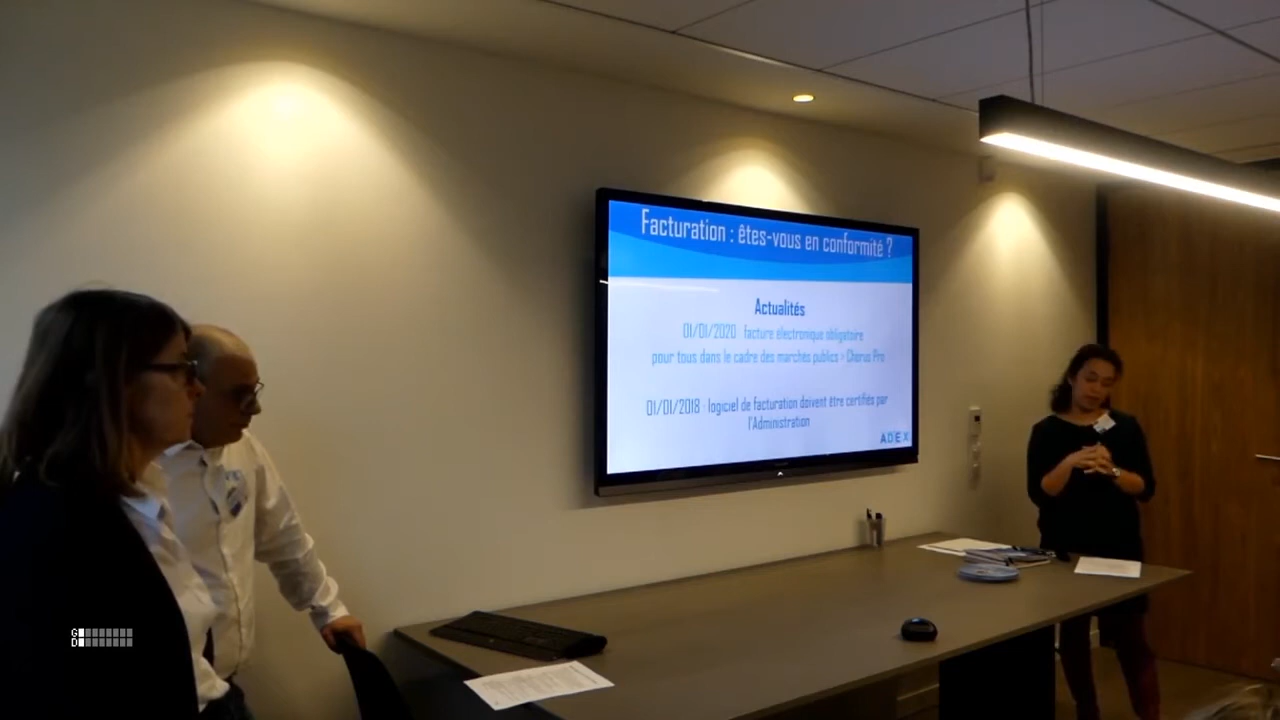 Facturation : êtes-vous en conformité ?
Actualités
01/01/2020 : facture électronique obligatoire
pour tous dans le cadre des marchés publics > Chorus Pro
01/01/2018 : logiciel de facturation doivent être certifiés par
l'Administration
ADEX
G
D